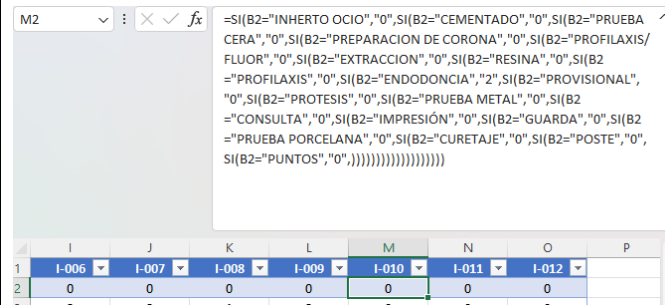 M2
fx
=SI(B2="INHERTO OCIO","0",SI(B2="CEMENTADO","0",SI(B2="PRUEBA
CERA","0",SI(B2="PREPARACION DE CORONA","0",SI(B2="PROFILAXIS/
FLUOR","0",SI(B2="EXTRACCION","0",SI(B2="RESINA","0",SI(B2
="PROFILAXIS","0",SI(B2="ENDODONCIA","2",SI(B2="PROVISIONAL",
"0",SI(B2="PROTESIS","0",SI(B2="PRUEBA METAL","0",SI(B2
="CONSULTA","0",SI(B2="IMPRESIÓN","0",SI(B2="GUARDA","0",SI(B2
="PRUEBA PORCELANA","0",SI(B2="CURETAJE","0",SI(B2="POSTE","0",
SI(B2="PUNTOS","0",)))))))))))))))))))
I J K L M N O P
1 I-006 I-007 I-008 I-009 I-010 I-011 I-012
2 0 0 0 0 0 0 0